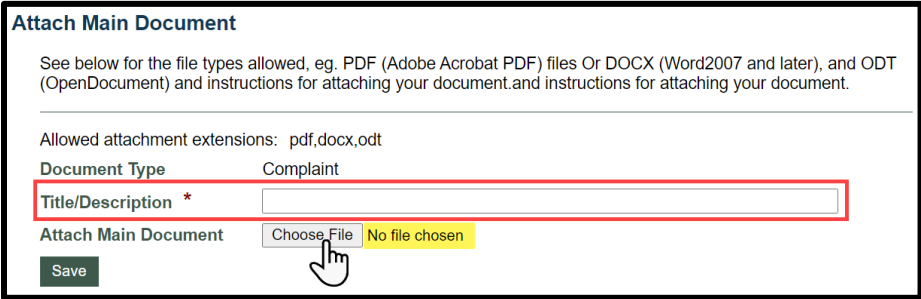 Attach Main Document
See below for the file types allowed, eg. PDF (Adobe Acrobat PDF) files Or DOCX (Word2007 and later), and ODT
(OpenDocument) and instructions for attaching your document.and instructions for attaching your document.
Allowed attachment extensions: pdf,docx,odt
Document Type Complaint
Title/Description *
Attach Main Document Choose File No file chosen
Save